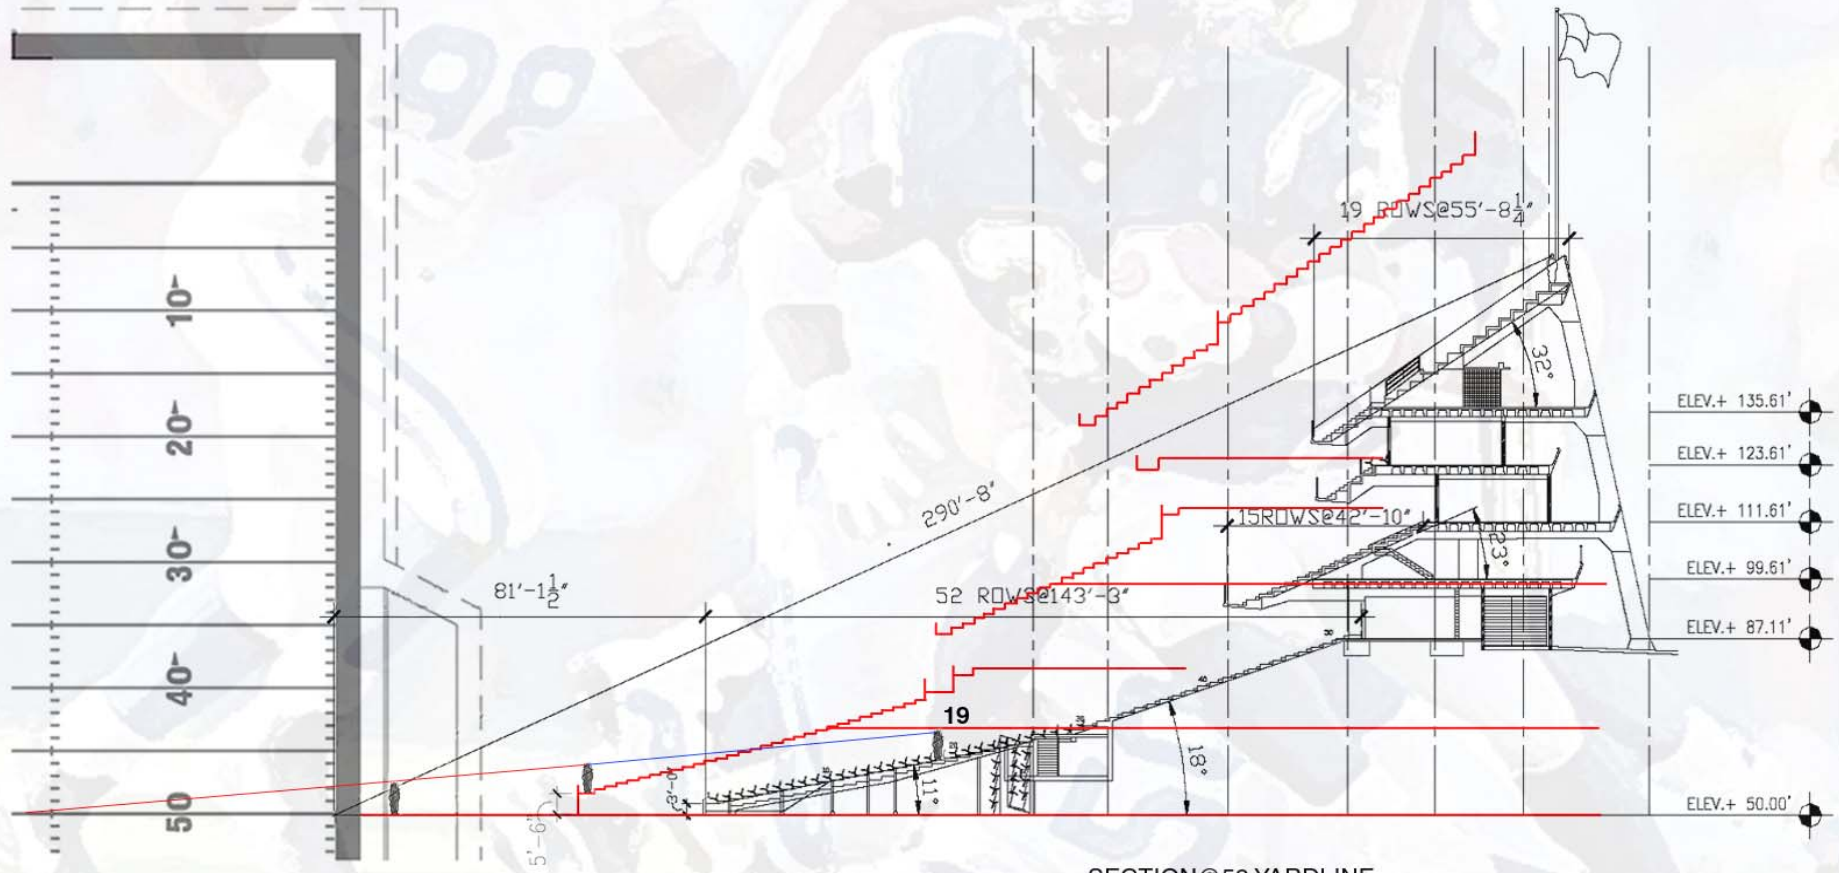 19 ROWS@55'-8¼"
10
32°
ELEV.+ 135.61'
20
ELEV.+ 123.61'
290'-8"
15ROWS@42'-10"
ELEV.+ 111.61'
30
23°
ELEV.+ 99.61'
81'-1½"
52 ROWS@143'-3"
ELEV.+ 87.11'
40
19
18°
3'-0"
11°
50
5'-6"
ELEV.+ 50.00'
SECTION@50 YARDLINE